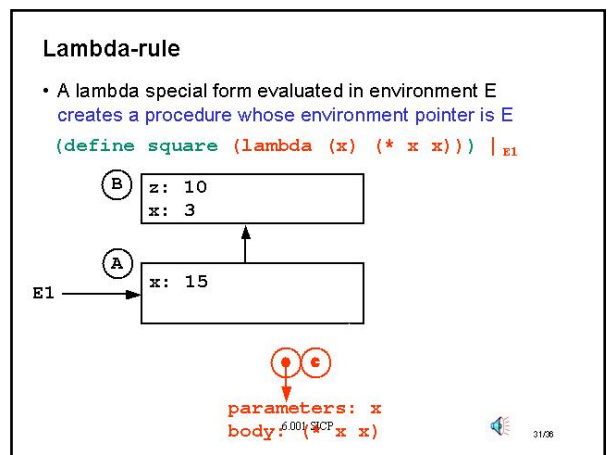 Lambda-rule
• A lambda special form evaluated in environment E
creates a procedure whose environment pointer is E
(define square (lambda (x) (* x x))) | E1
B
z: 10
x: 3
A
x: 15
E1
parameters: x
body: (* x x)
6.001 SICP
31/36